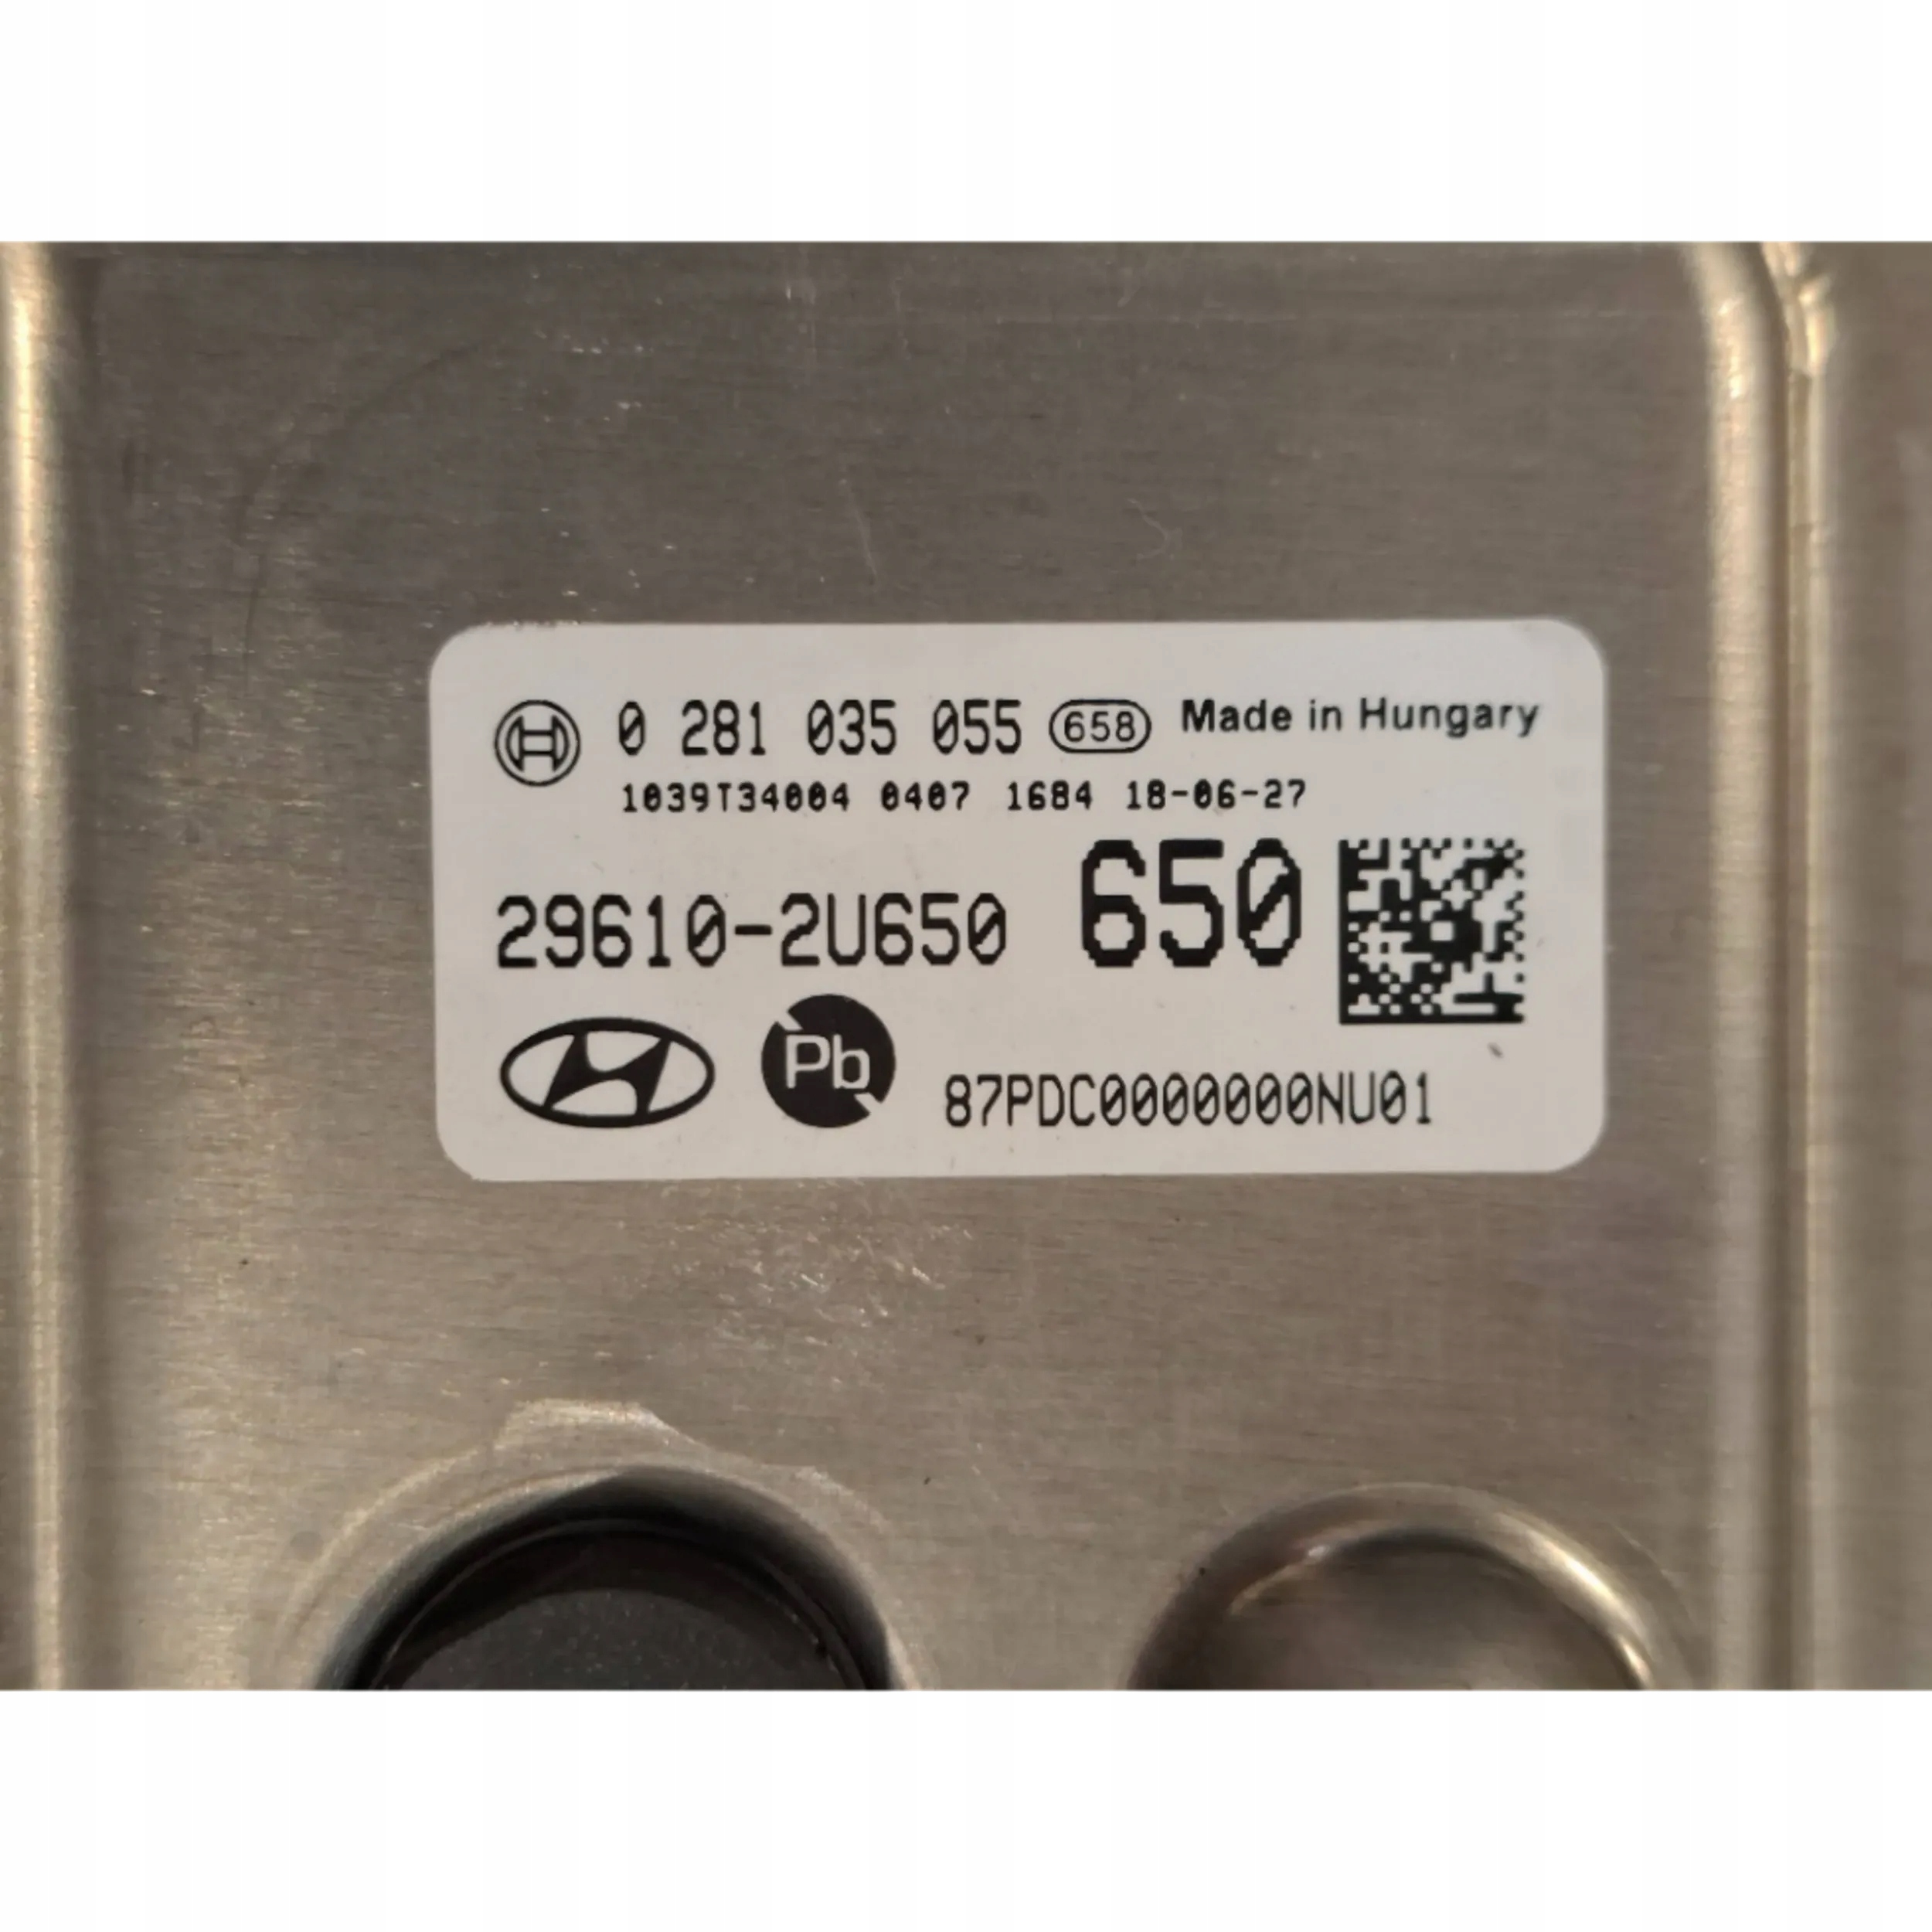 0 281 035 055 658 Made in Hungary
1039T34004 0407 1684 18-06-27
29610-2U650 650
Pb 87PDC0000000NU01